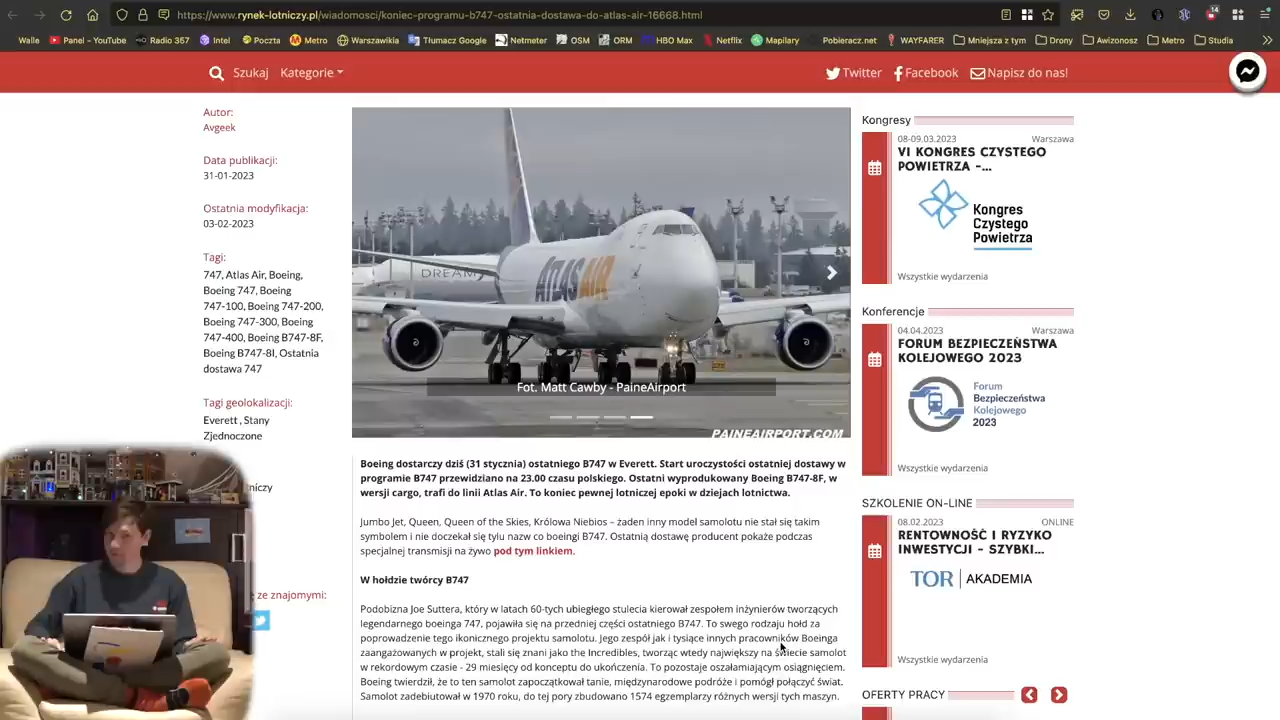 https://www.rynek-lotniczy.pl/wiadomosci/koniec-programu-b747-ostatnia-dostawa-do-atlas-air-16668.html
14
Walle Panel – YouTube Radio 357 Intel Poczta Metro Warszawikia Tłumacz Google Netmeter OSM ORM HBO Max Netflix Mapilary Pobieracz.net WAYFARER Mniejsza z tym Drony Awizonosz Metro Studia
Szukaj Kategorie Twitter Facebook Napisz do nas!
Autor:
Avgeek
Data publikacji:
31-01-2023
Ostatnia modyfikacja:
03-02-2023
Tagi:
747, Atlas Air, Boeing,
Boeing 747, Boeing
747-100, Boeing 747-200,
Boeing 747-300, Boeing
747-400, Boeing B747-8F,
Boeing B747-8I, Ostatnia
dostawa 747
Tagi geolokalizacji:
Everett , Stany
Zjednoczone
tniczy
ę ze znajomymi:
DREAM
ATLAS AIR
Fot. Matt Cawby - PaineAirport
PAINEAIRPORT.COM
Boeing dostarczy dziś (31 stycznia) ostatniego B747 w Everett. Start uroczystości ostatniej dostawy w
programie B747 przewidziano na 23.00 czasu polskiego. Ostatni wyprodukowany Boeing B747-8F, w
wersji cargo, trafi do linii Atlas Air. To koniec pewnej lotniczej epoki w dziejach lotnictwa.
Jumbo Jet, Queen, Queen of the Skies, Królowa Niebios – żaden inny model samolotu nie stał się takim
symbolem i nie doczekał się tylu nazw co boeingi B747. Ostatnią dostawę producent pokaże podczas
specjalnej transmisji na żywo pod tym linkiem.
W hołdzie twórcy B747
Podobizna Joe Suttera, który w latach 60-tych ubiegłego stulecia kierował zespołem inżynierów tworzących
legendarnego boeinga 747, pojawiła się na przedniej części ostatniego B747. To swego rodzaju hołd za
poprowadzenie tego ikonicznego projektu samolotu. Jego zespół jak i tysiące innych pracowników Boeinga
zaangażowanych w projekt, stali się znani jako the Incredibles, tworząc wtedy największy na świecie samolot
w rekordowym czasie - 29 miesięcy od konceptu do ukończenia. To pozostaje oszałamiającym osiągnięciem.
Boeing twierdził, że to ten samolot zapoczątkował tanie, międzynarodowe podróże i pomógł połączyć świat.
Samolot zadebiutował w 1970 roku, do tej pory zbudowano 1574 egzemplarzy różnych wersji tych maszyn.
Kongresy
08-09.03.2023 Warszawa
VI KONGRES CZYSTEGO
POWIETRZA -...
Kongres
Czystego
Powietrza
Wszystkie wydarzenia
Konferencje
04.04.2023 Warszawa
FORUM BEZPIECZEŃSTWA
KOLEJOWEGO 2023
Forum
Bezpieczeństwa
Kolejowego
2023
Wszystkie wydarzenia
SZKOLENIE ON-LINE
08.02.2023 ONLINE
RENTOWNOŚĆ I RYZYKO
INWESTYCJI - SZYBKI...
TOR | AKADEMIA
Wszystkie wydarzenia
OFERTY PRACY